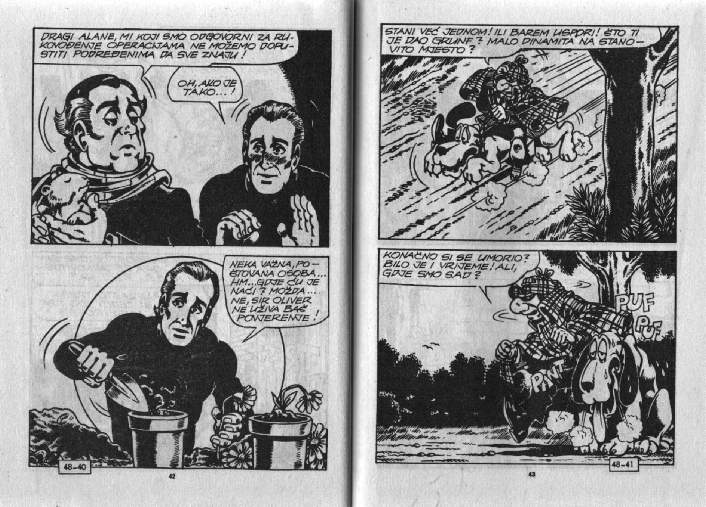 DRAGI ALANE, MI KOJI SMO ODGOVORNI ZA RU-
KOVOĐENJE OPERACIJAMA NE MOŽEMO DOPU-
STITI PODREĐENIMA DA SVE ZNAJU!
OH, AKO JE
TAKO...!
NEKA VAŽNA, PO-
ŠTOVANA OSOBA...
HM...GDJE ĆU JE
NAĆI? MOŽDA...
NE, SIR OLIVER
NE UŽIVA BAŠ
POVJERENJE!
48-40
42
STANI VEĆ JEDNOM! ILI BAREM USPORI! ŠTO TI
JE DAO GRUNF? MALO DINAMITA NA STANO-
VITO MJESTO?
KONAČNO SI SE UMORIO?
BILO JE I VRIJEME! ALI,
GDJE SMO SAD?
PUF
PUF
PANT
48-41
43